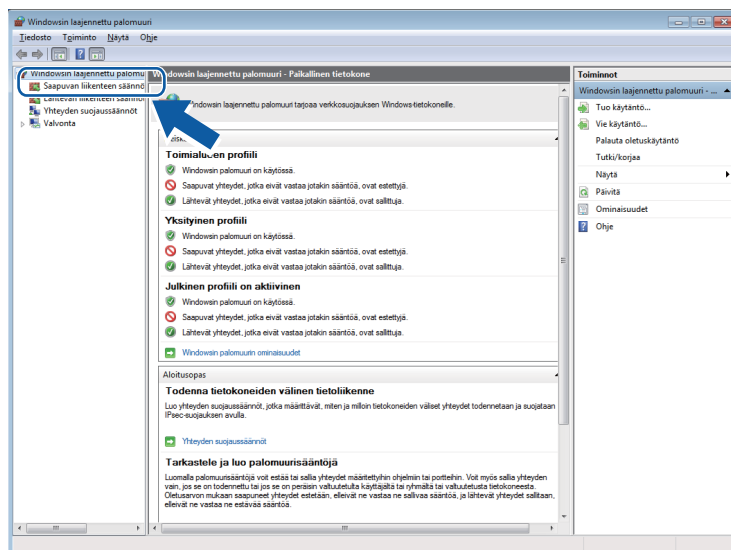 Windowsin laajennettu palomuuri
Tiedosto Toiminto Näytä Ohje
Windowsin laajennettu palomu
Saapuvan liikenteen säännö
Lähtevän liikenteen säännö
Yhteyden suojaussäännöt
Valvonta
dowsin laajennettu palomuuri - Paikallinen tietokone
Windowsin laajennettu palomuuri tarjoaa verkkosuojauksen Windows-tietokoneille.
Toimialueen profiili
Windowsin palomuuri on käytössä.
Saapuvat yhteydet, jotka eivät vastaa jotakin sääntöä, ovat estettyjä.
Lähtevät yhteydet, jotka eivät vastaa jotakin sääntöä, ovat sallittuja.
Yksityinen profiili
Windowsin palomuuri on käytössä.
Saapuvat yhteydet, jotka eivät vastaa jotakin sääntöä, ovat estettyjä.
Lähtevät yhteydet, jotka eivät vastaa jotakin sääntöä, ovat sallittuja.
Julkinen profiili on aktiivinen
Windowsin palomuuri on käytössä.
Saapuvat yhteydet, jotka eivät vastaa jotakin sääntöä, ovat estettyjä.
Lähtevät yhteydet, jotka eivät vastaa jotakin sääntöä, ovat sallittuja.
Windowsin palomuurin ominaisuudet
Aloitusopas
Todenna tietokoneiden välinen tietoliikenne
Luo yhteyden suojaussäännöt, jotka määrittävät, miten ja milloin tietokoneiden väliset yhteydet todennetaan ja suojataan
IPsec-suojauksen avulla.
Yhteyden suojaussäännöt
Tarkastele ja luo palomuurisääntöjä
Luomalla palomuurisääntöjä voit estää tai sallia yhteydet määritettyihin ohjelmiin tai portteihin. Voit myös sallia yhteyden
vain, jos se on todennettu tai jos se on peräisin valtuutetulta käyttäjältä tai ryhmältä tai valtuutetusta tietokoneesta.
Oletusarvon mukaan saapuneet yhteydet estetään, elleivät ne vastaa ne sallivaa sääntöä, ja lähtevät yhteydet sallitaan,
elleivät ne vastaa ne estävää sääntöä.
Toiminnot
Windowsin laajennettu palomuuri - ...
Tuo käytäntö...
Vie käytäntö...
Palauta oletuskäytäntö
Tutki/korjaa
Näytä
Päivitä
Ominaisuudet
Ohje